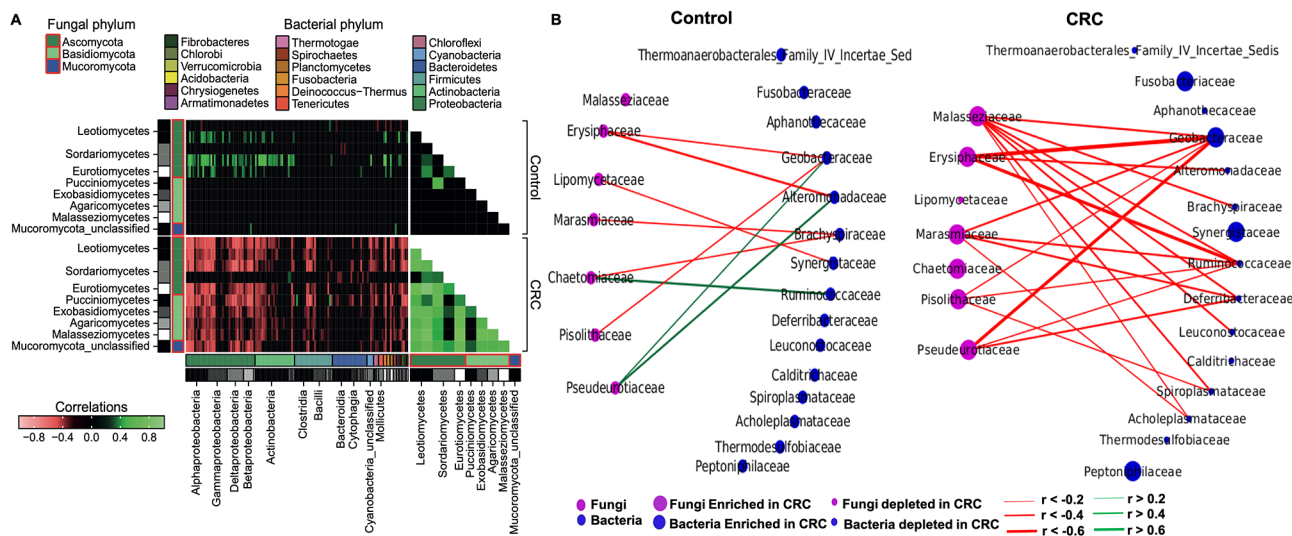 A
Fungal phylum
Ascomycota
Basidiomycota
Mucoromycota
Bacterial phylum
Fibrobacteres
Chlorobi
Verrucomicrobia
Acidobacteria
Chrysiogenetes
Armatimonadetes
Thermotogae
Spirochaetes
Planctomycetes
Fusobacteria
Deinococcus−Thermus
Tenericutes
Chloroflexi
Cyanobacteria
Bacteroidetes
Firmicutes
Actinobacteria
Proteobacteria
Leotiomycetes
Sordariomycetes
Eurotiomycetes
Pucciniomycetes
Exobasidiomycetes
Agaricomycetes
Malasseziomycetes
Mucoromycota_unclassified
Control
Leotiomycetes
Sordariomycetes
Eurotiomycetes
Pucciniomycetes
Exobasidiomycetes
Agaricomycetes
Malasseziomycetes
Mucoromycota_unclassified
CRC
Alphaproteobacteria
Gammaproteobacteria
Deltaproteobacteria
Betaproteobacteria
Actinobacteria
Clostridia
Bacilli
Bacteroidia
Cytophagia
Cyanobacteria_unclassified
Mollicutes
Leotiomycetes
Sordariomycetes
Eurotiomycetes
Pucciniomycetes
Exobasidiomycetes
Agaricomycetes
Malasseziomycetes
Mucoromycota_unclassified
Correlations
−0.8 −0.4 0.0 0.4 0.8
B
Control
Thermoanaerobacterales_Family_IV_Incertae_Sed
Fusobacteraceae
Malasseziaceae
Aphanothecaceae
Erysiphaceae
Geobacteraceae
Lipomycetaceae
Alteromonadaceae
Marasmiaceae
Brachyspiraceae
Synergistaceae
Chaetomiaceae
Ruminococcaceae
Deferribacteraceae
Pisolithaceae
Leuconostocaceae
Calditrichaceae
Pseudeurotiaceae
Spiroplasmataceae
Acholeplasmataceae
Thermodesulfobiaceae
Peptoniphilaceae
CRC
Thermoanaerobacterales_Family_IV_Incertae_Sedis
Fusobacteriaceae
Aphanothecaceae
Malasseziaceae
Geobacteraceae
Erysiphaceae
Alteromonadaceae
Lipomycetaceae
Brachyspiraceae
Marasmiaceae
Synergistaceae
Chaetomiaceae
Ruminococcaceae
Pisolithaceae
Deferribacteraceae
Leuconostocaceae
Pseudeurotiaceae
Calditrichaceae
Spiroplasmataceae
Acholeplasmataceae
Thermodesulfobiaceae
Peptoniphilaceae
Fungi
Bacteria
Fungi Enriched in CRC
Bacteria Enriched in CRC
Fungi depleted in CRC
Bacteria depleted in CRC
r < -0.2
r < -0.4
r < -0.6
r > 0.2
r > 0.4
r > 0.6